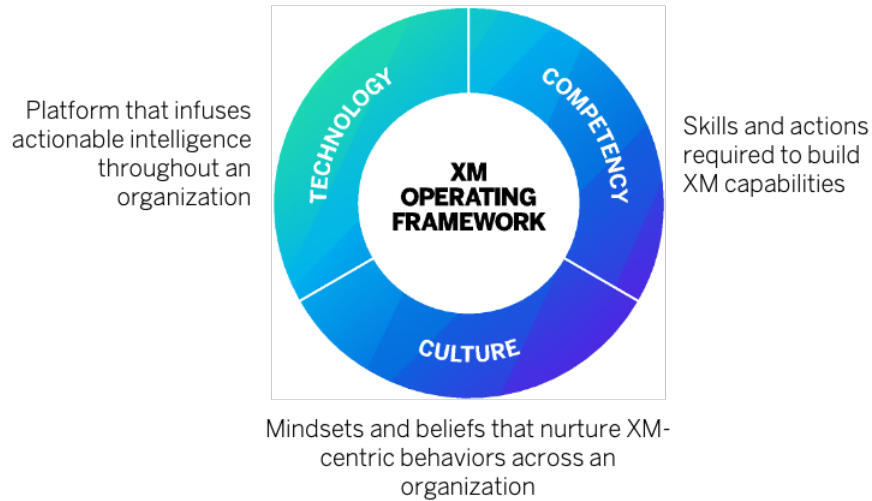 Platform that infuses
actionable intelligence
throughout an
organization
TECHNOLOGY
COMPETENCY
XM
OPERATING
FRAMEWORK
Skills and actions
required to build
XM capabilities
CULTURE
Mindsets and beliefs that nurture XM-
centric behaviors across an
organization